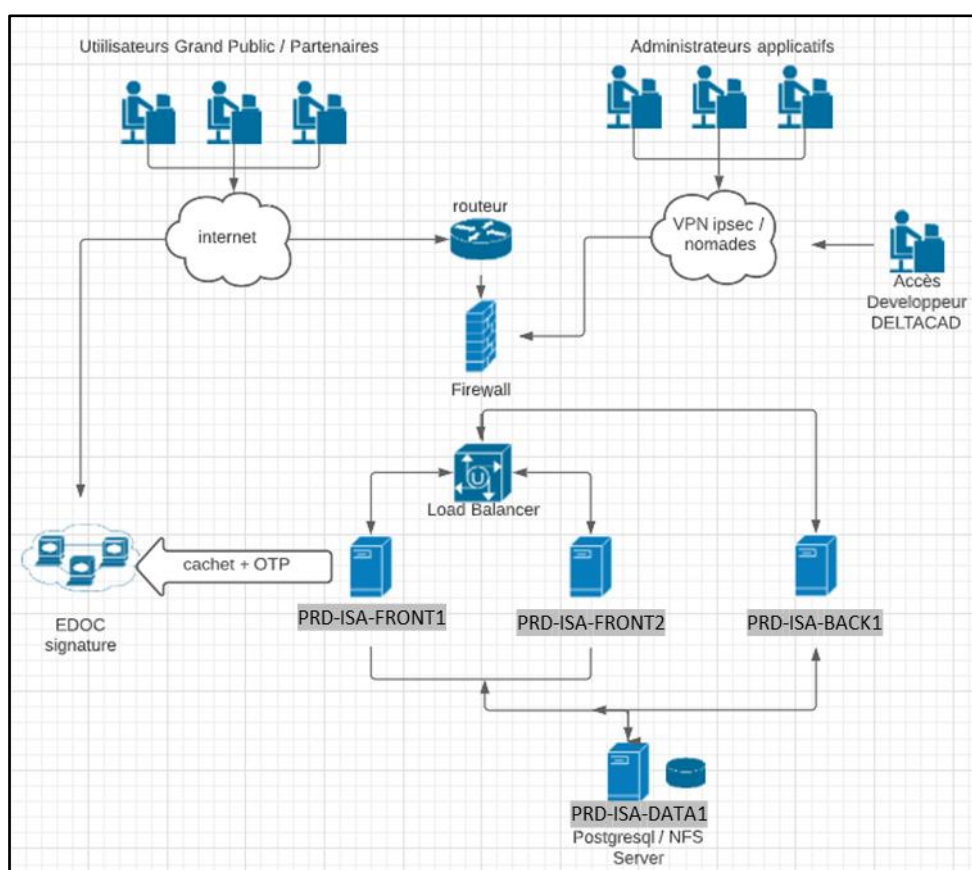 Utiilisateurs Grand Public / Partenaires
Administrateurs applicatifs
internet
routeur
VPN ipsec /
nomades
Accès
Developpeur
DELTACAD
Firewall
Load Balancer
cachet + OTP
EDOC
signature
PRD-ISA-FRONT1
PRD-ISA-FRONT2
PRD-ISA-BACK1
PRD-ISA-DATA1
Postgresql / NFS
Server